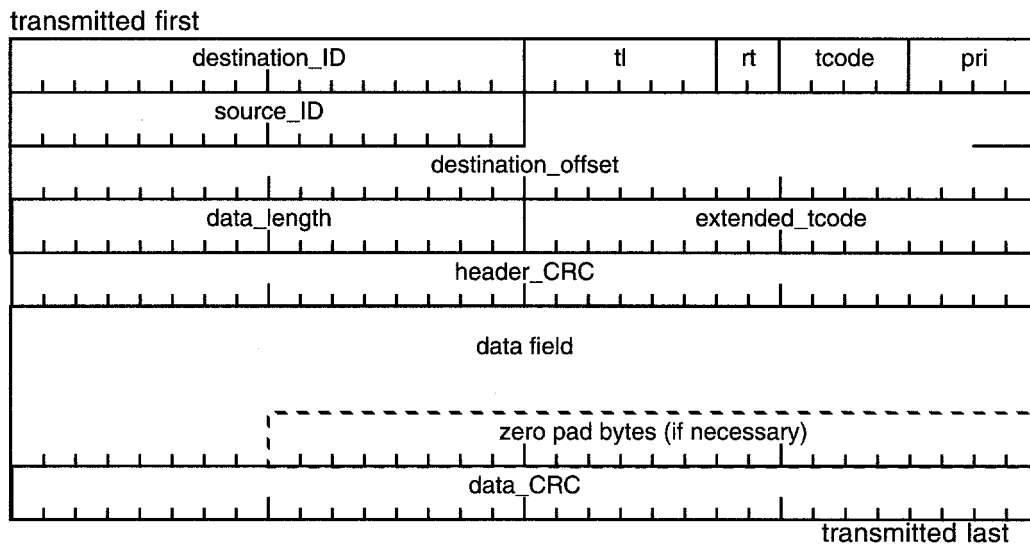 transmitted first
destination_ID tl rt tcode pri
source_ID
destination_offset
data_length extended_tcode
header_CRC
data field
zero pad bytes (if necessary)
data_CRC
transmitted last